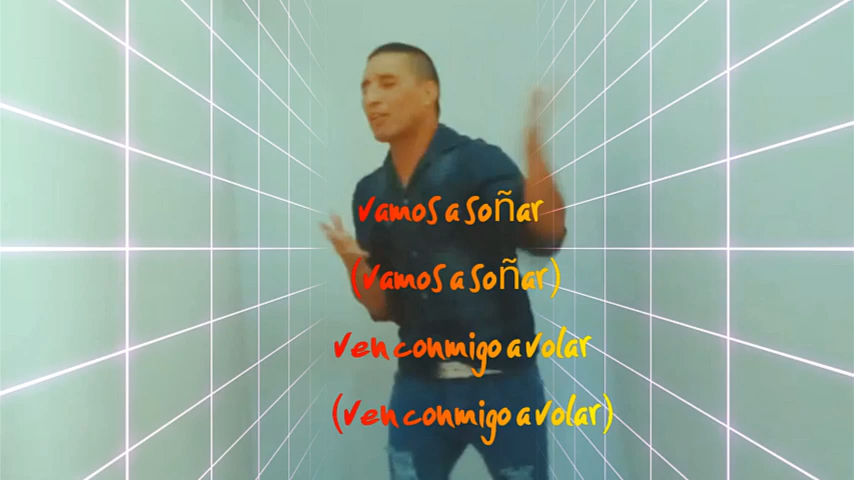 vamos a soñar
(vamos a soñar)
ven conmigo a volar
(ven conmigo a volar)